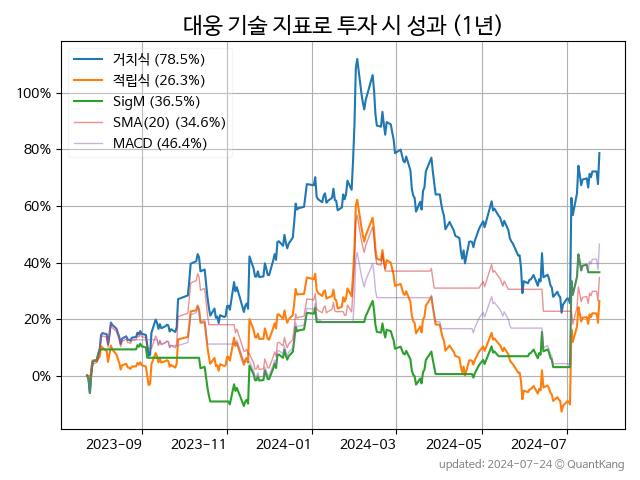 대웅 기술 지표로 투자 시 성과 (1년)
거치식 (78.5%)
적립식 (26.3%)
SigM (36.5%)
SMA(20) (34.6%)
MACD (46.4%)
100%
80%
60%
40%
20%
0%
2023-09 2023-11 2024-01 2024-03 2024-05 2024-07
updated: 2024-07-24 @ QuantKang